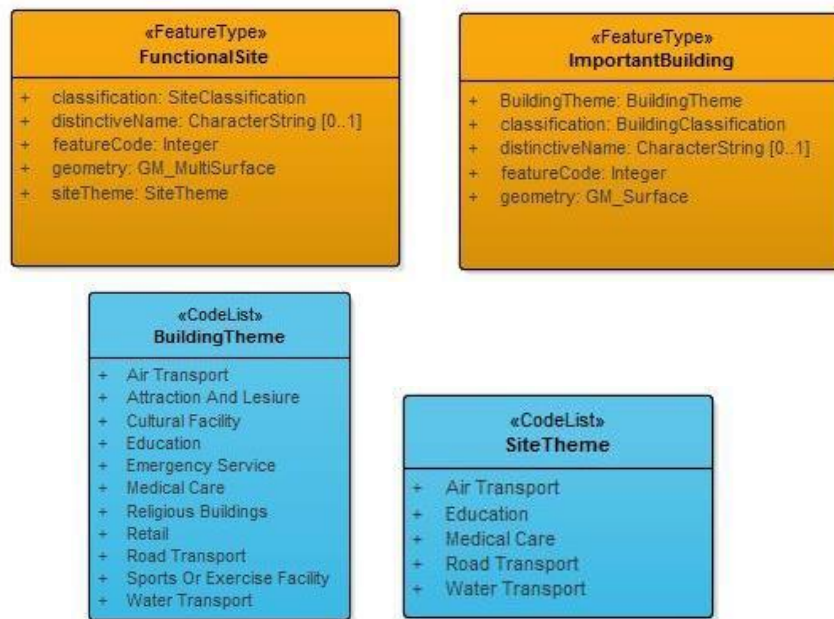 «FeatureType»
FunctionalSite
+ classification: SiteClassification
+ distinctiveName: CharacterString [0..1]
+ featureCode: Integer
+ geometry: GM_MultiSurface
+ siteTheme: SiteTheme
«FeatureType»
ImportantBuilding
+ BuildingTheme: BuildingTheme
+ classification: BuildingClassification
+ distinctiveName: CharacterString [0..1]
+ featureCode: Integer
+ geometry: GM_Surface
«CodeList»
BuildingTheme
+ Air Transport
+ Attraction And Lesiure
+ Cultural Facility
+ Education
+ Emergency Service
+ Medical Care
+ Religious Buildings
+ Retail
+ Road Transport
+ Sports Or Exercise Facility
+ Water Transport
«CodeList»
SiteTheme
+ Air Transport
+ Education
+ Medical Care
+ Road Transport
+ Water Transport